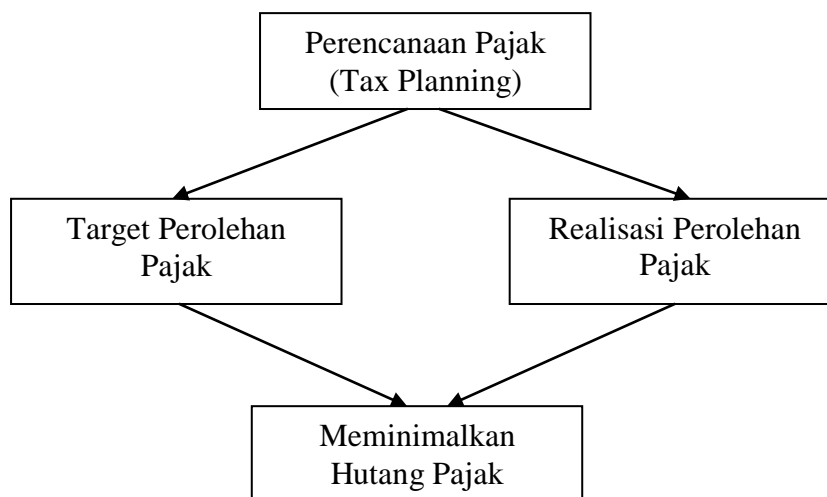 Perencanaan Pajak
(Tax Planning)
Target Perolehan
Pajak
Realisasi Perolehan
Pajak
Meminimalkan
Hutang Pajak